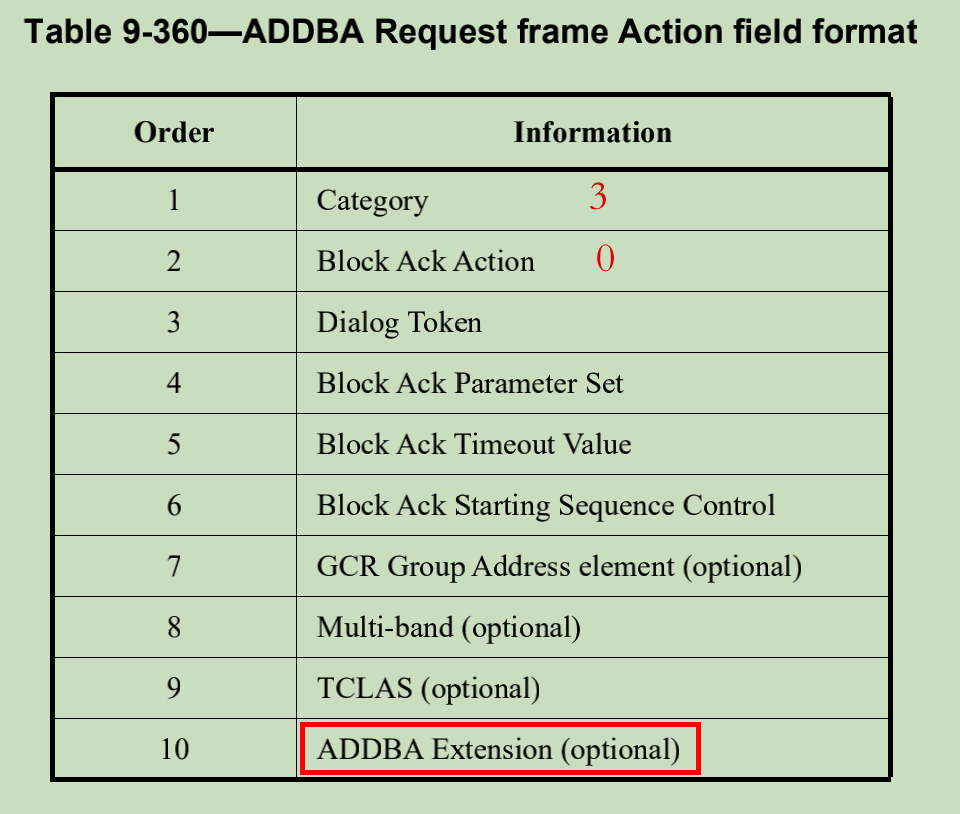 Table 9-360—ADDBA Request frame Action field format
Order Information
1 Category 3
2 Block Ack Action 0
3 Dialog Token
4 Block Ack Parameter Set
5 Block Ack Timeout Value
6 Block Ack Starting Sequence Control
7 GCR Group Address element (optional)
8 Multi-band (optional)
9 TCLAS (optional)
10 ADDBA Extension (optional)